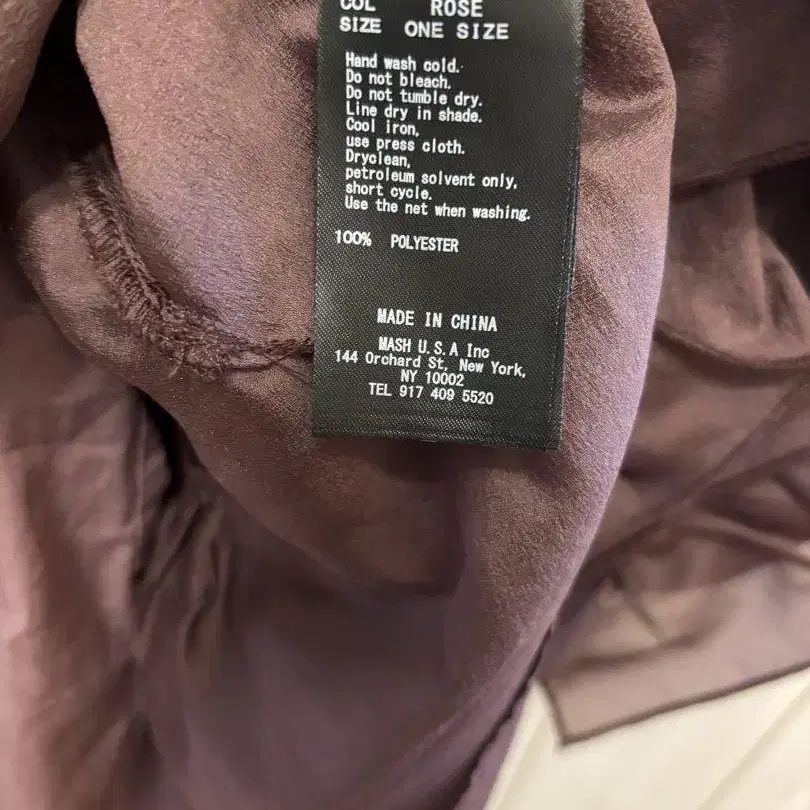 COL ROSE
SIZE ONE SIZE
Hand wash cold.
Do not bleach.
Do not tumble dry.
Line dry in shade.
Cool iron,
use press cloth.
Dryclean,
petroleum solvent only,
short cycle.
Use the net when washing.
100% POLYESTER
MADE IN CHINA
MASH U.S.A Inc
144 Orchard St, New York,
NY 10002
TEL 917 409 5520